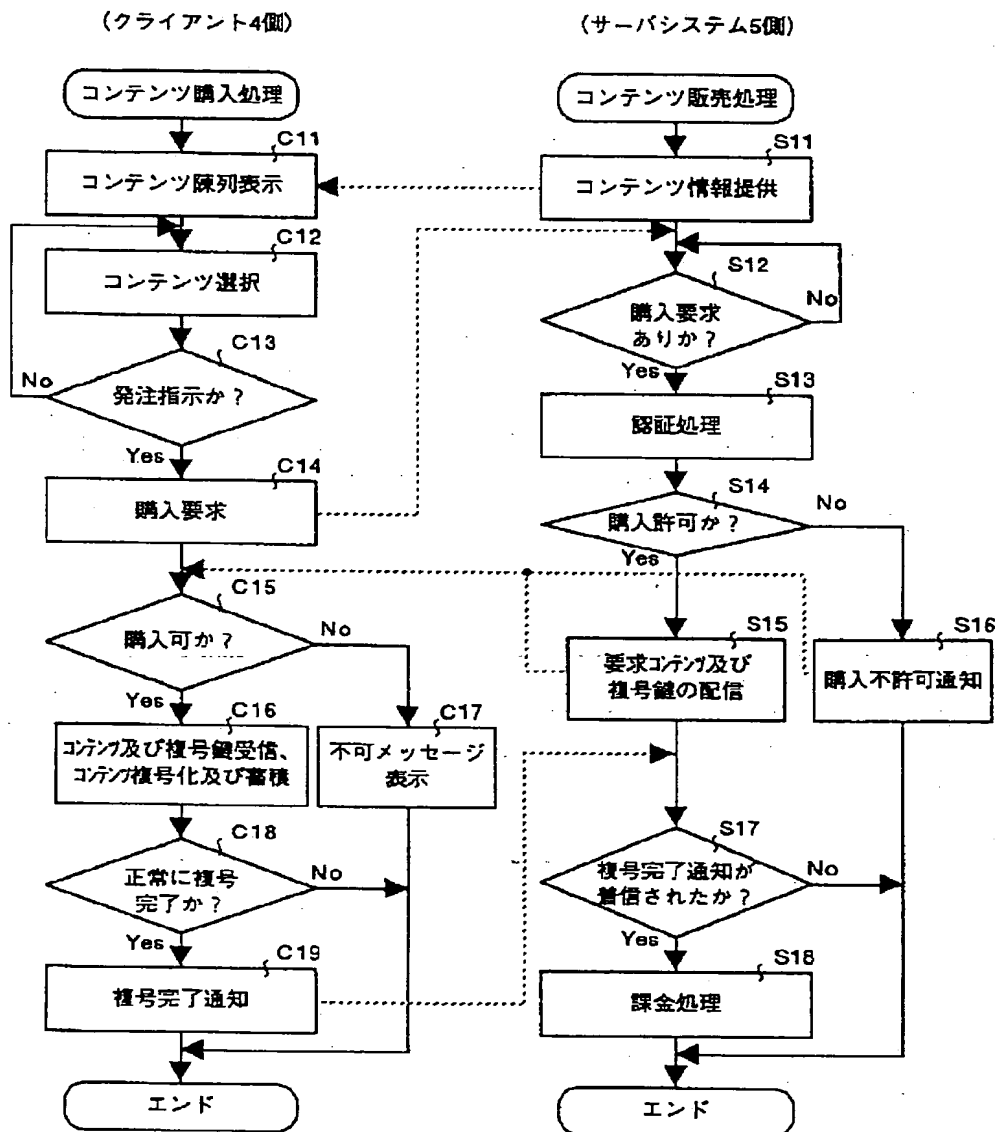 (クライアント4側)
コンテンツ購入処理
C11
コンテンツ陳列表示
C12
コンテンツ選択
C13
発注指示か？
No
Yes
C14
購入要求
C15
購入可か？
No
Yes
C16
コンテンツ及び複号鍵受信、
コンテンツ複号化及び蓄積
C17
不可メッセージ
表示
C18
正常に複号
完了か？
No
Yes
C19
複号完了通知
エンド
(サーバシステム5側)
コンテンツ販売処理
S11
コンテンツ情報提供
S12
購入要求
ありか？
No
Yes
S13
認証処理
S14
購入許可か？
No
Yes
S15
要求コンテンツ及び
複号鍵の配信
S16
購入不許可通知
S17
複号完了通知が
着信されたか？
No
Yes
S18
課金処理
エンド